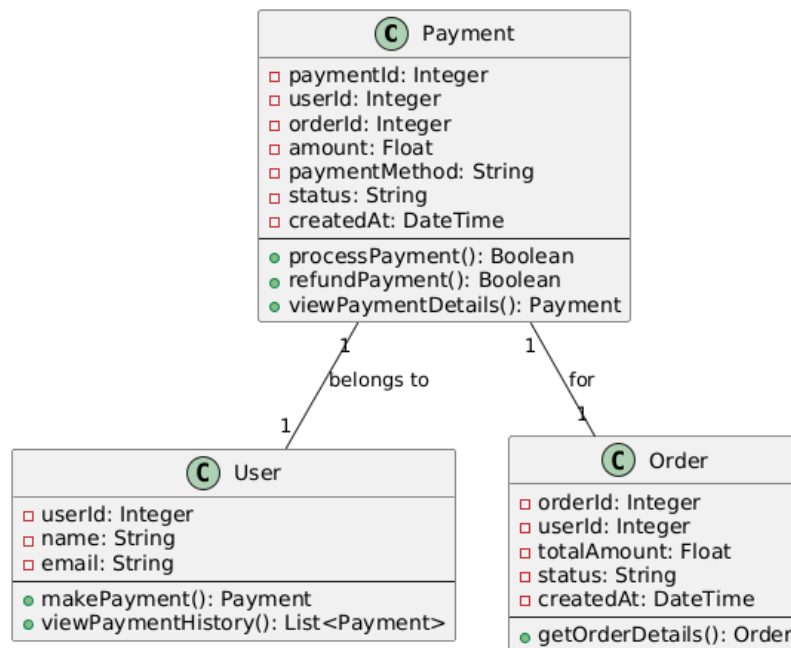 C Payment
paymentId: Integer
userId: Integer
orderId: Integer
amount: Float
paymentMethod: String
status: String
createdAt: DateTime
processPayment(): Boolean
refundPayment(): Boolean
viewPaymentDetails(): Payment
1
1
belongs to
for
1
1
C User
userId: Integer
name: String
email: String
makePayment(): Payment
viewPaymentHistory(): List<Payment>
C Order
orderId: Integer
userId: Integer
totalAmount: Float
status: String
createdAt: DateTime
getOrderDetails(): Order